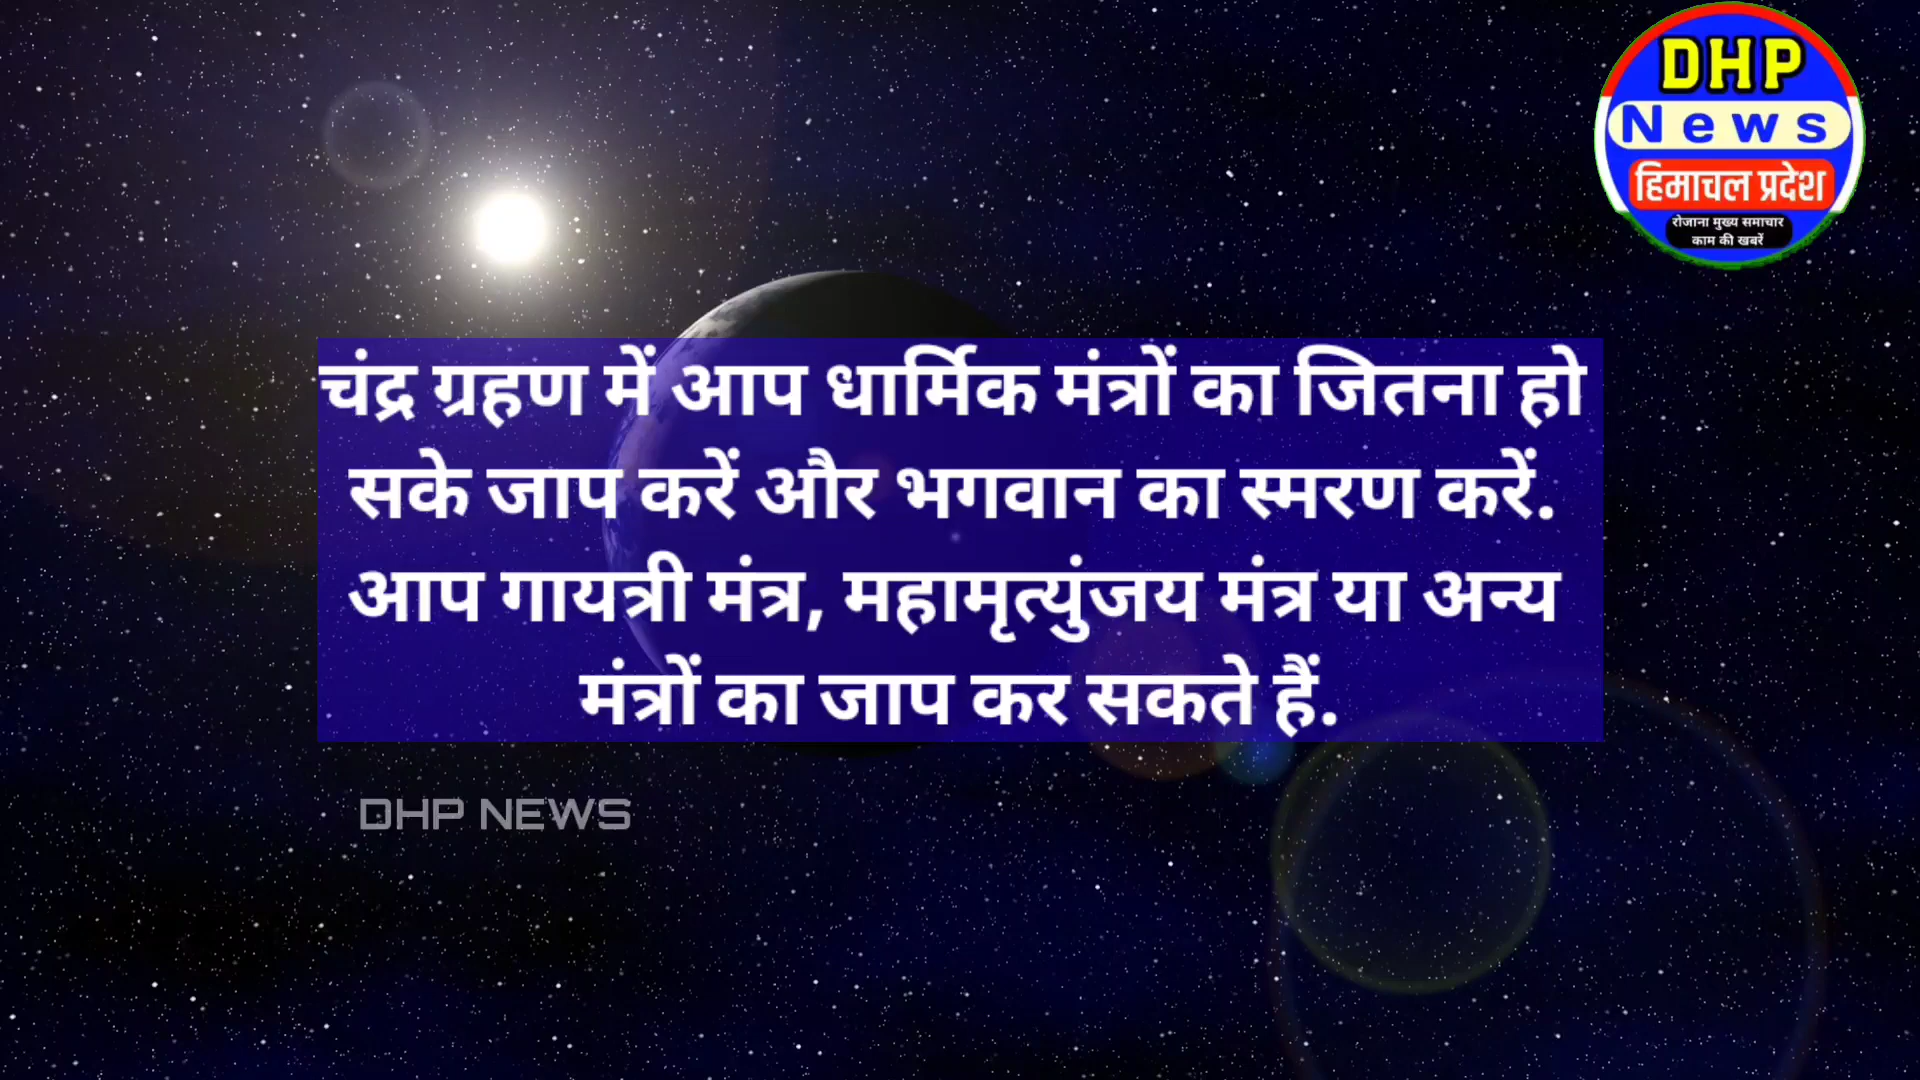 DHP
News
हिमाचल प्रदेश
रोजाना मुख्य समाचार
काम की खबरें
चंद्र ग्रहण में आप धार्मिक मंत्रों का जितना हो
सके जाप करें और भगवान का स्मरण करें.
आप गायत्री मंत्र, महामृत्युंजय मंत्र या अन्य
मंत्रों का जाप कर सकते हैं.
DHP NEWS